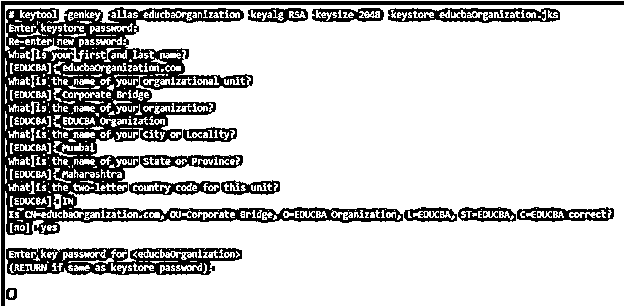 # keytool -genkey -alias educbaOrganization -keyalg RSA -keysize 2048 -keystore educbaOrganization.jks
Enter keystore password:
Re-enter new password:
What is your first and last name?
[EDUCBA]: educbaOrganization.com
What is the name of your organizational unit?
[EDUCBA]: Corporate Bridge
What is the name of your organization?
[EDUCBA]: EDUCBA Organization
What is the name of your City or Locality?
[EDUCBA]: Mumbai
What is the name of your State or Province?
[EDUCBA]: Maharashtra
What is the two-letter country code for this unit?
[EDUCBA]: IN
Is CN=educbaOrganization.com, OU=Corporate Bridge, O=EDUCBA Organization, L=EDUCBA, ST=EDUCBA, C=EDUCBA correct?
[no]: yes
Enter key password for <educbaOrganization>
(RETURN if same as keystore password):